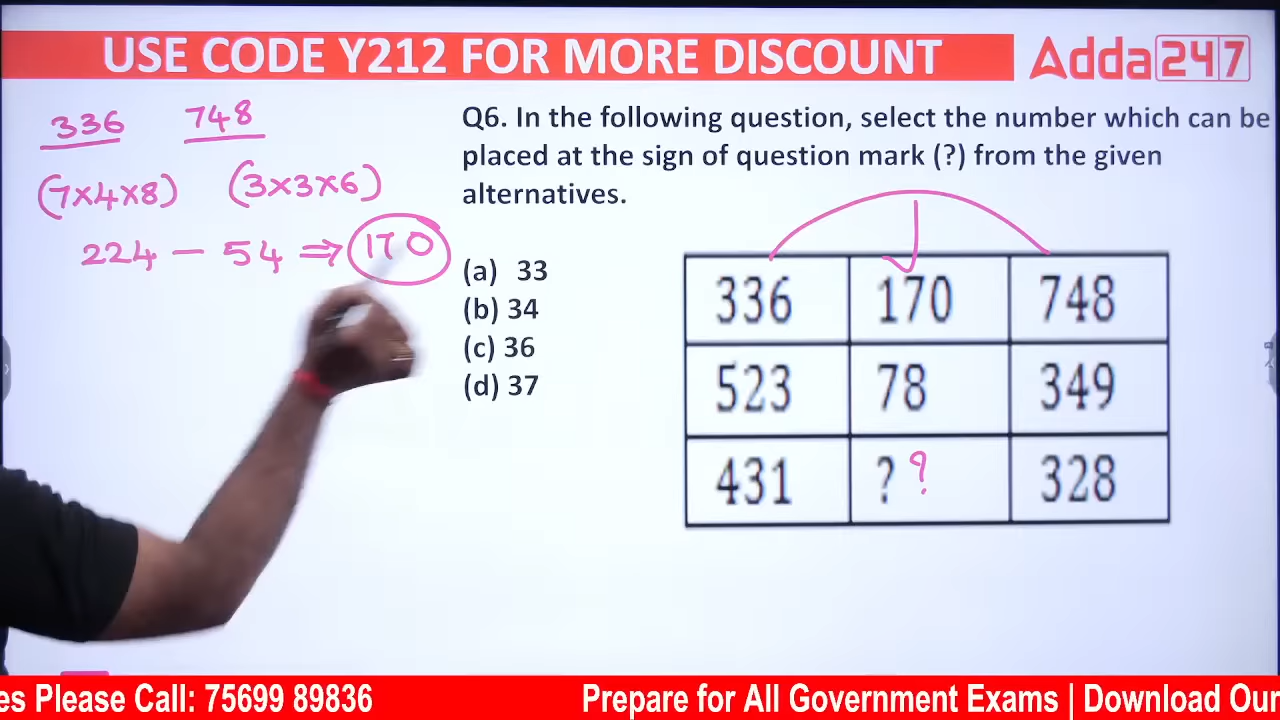 USE CODE Y212 FOR MORE DISCOUNT
Adda247
336 748
(7×4×8) (3×3×6)
224 − 54 ⇒ 170
Q6. In the following question, select the number which can be
placed at the sign of question mark (?) from the given
alternatives.
(a) 33
(b) 34
(c) 36
(d) 37
336 170 748
523 78 349
431 ? ? 328
es Please Call: 75699 89836 Prepare for All Government Exams | Download Our